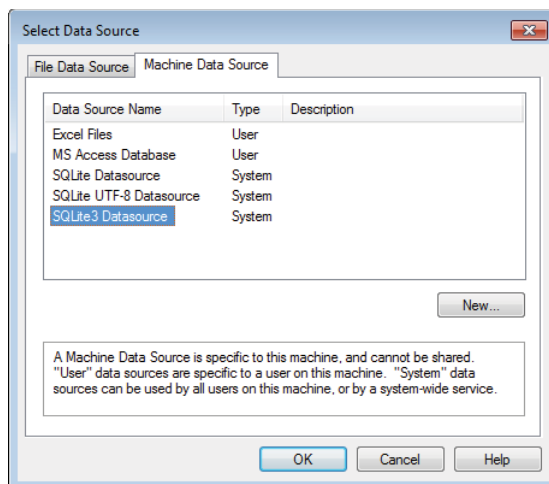 Select Data Source
File Data Source Machine Data Source
Data Source Name Type Description
Excel Files User
MS Access Database User
SQLite Datasource System
SQLite UTF-8 Datasource System
SQLite3 Datasource System
New...
A Machine Data Source is specific to this machine, and cannot be shared.
"User" data sources are specific to a user on this machine. "System" data
sources can be used by all users on this machine, or by a system-wide service.
OK Cancel Help